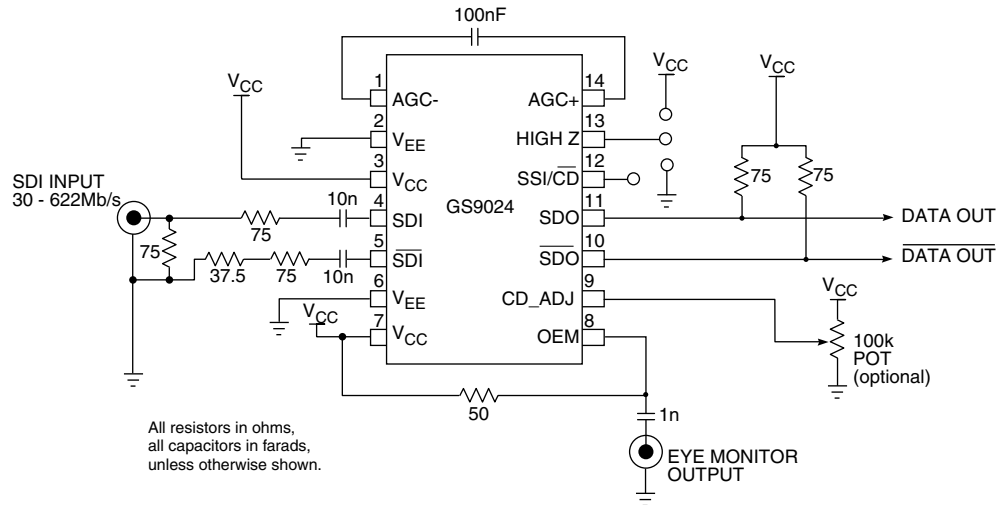 100nF
VCC
1
AGC-
14
AGC+
VCC
VCC
2
VEE
13
HIGH Z
3
VCC
12
SSI/CD
75
75
SDI INPUT
30 - 622Mb/s
10n
4
SDI
GS9024
11
SDO
DATA OUT
75
75
10n
5
SDI
10
SDO
DATA OUT
37.5
75
6
VEE
9
CD_ADJ
VCC
VCC
7
VCC
8
OEM
100k
POT
(optional)
50
1n
All resistors in ohms,
all capacitors in farads,
unless otherwise shown.
EYE MONITOR
OUTPUT